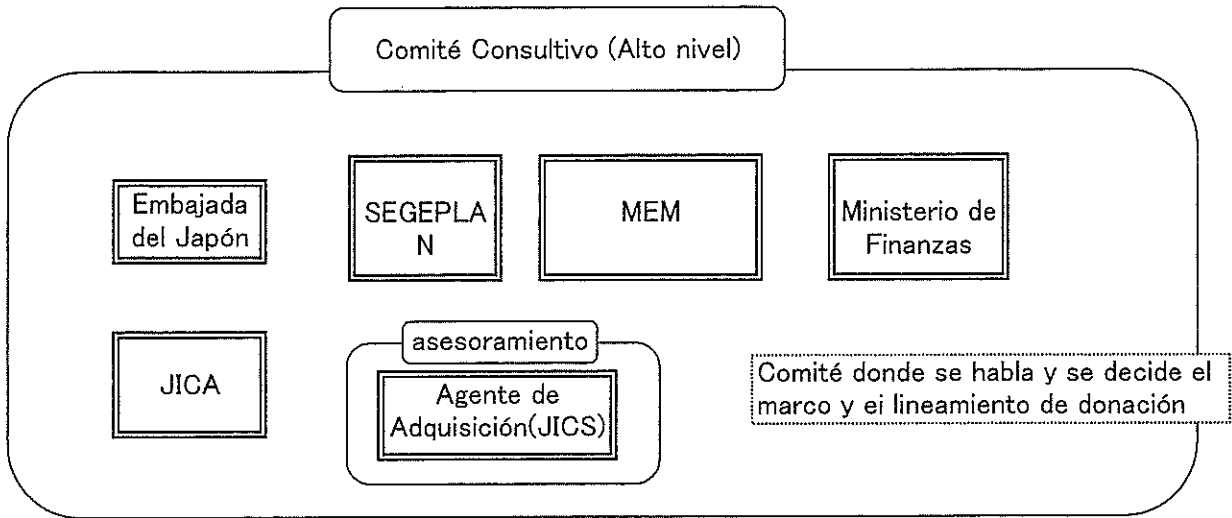 Comité Consultivo (Alto nivel)
Embajada
del Japón
SEGEPLA
N
MEM
Ministerio de
Finanzas
JICA
asesoramiento
Agente de
Adquisición(JICS)
Comité donde se habla y se decide el
marco y ei lineamiento de donación